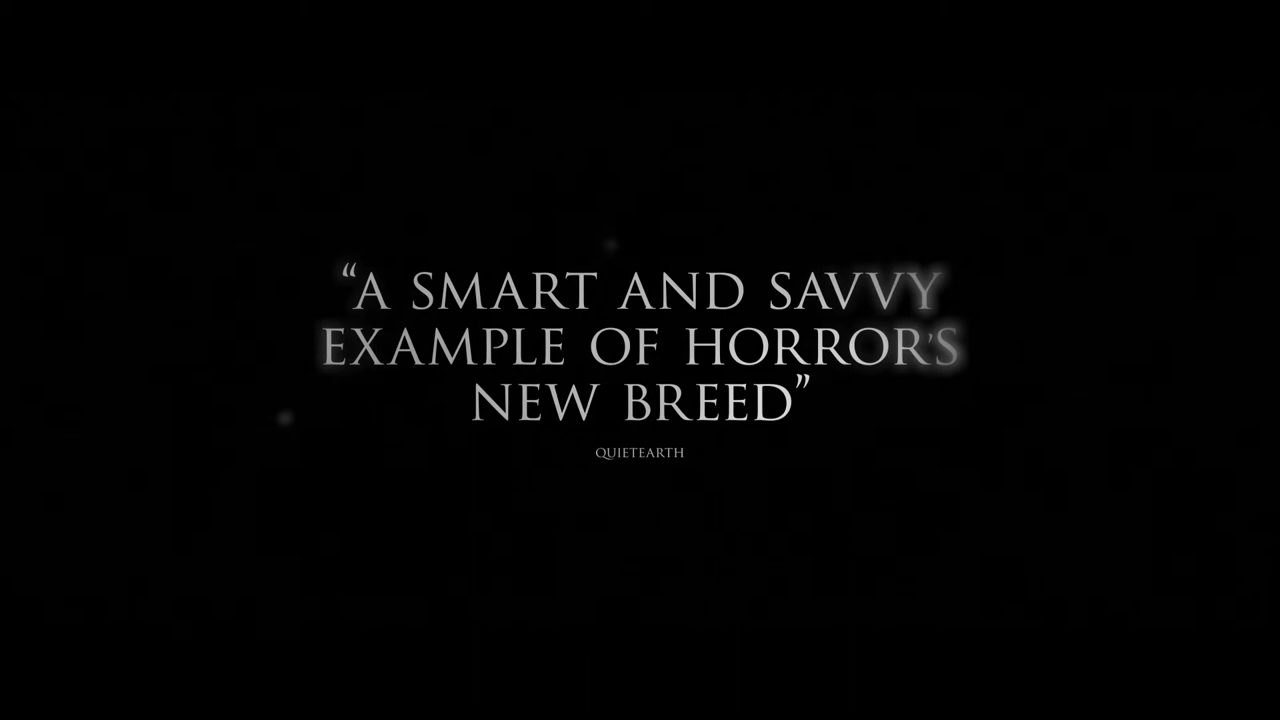 “A SMART AND SAVVY
EXAMPLE OF HORROR’S
NEW BREED”
QUIETEARTH